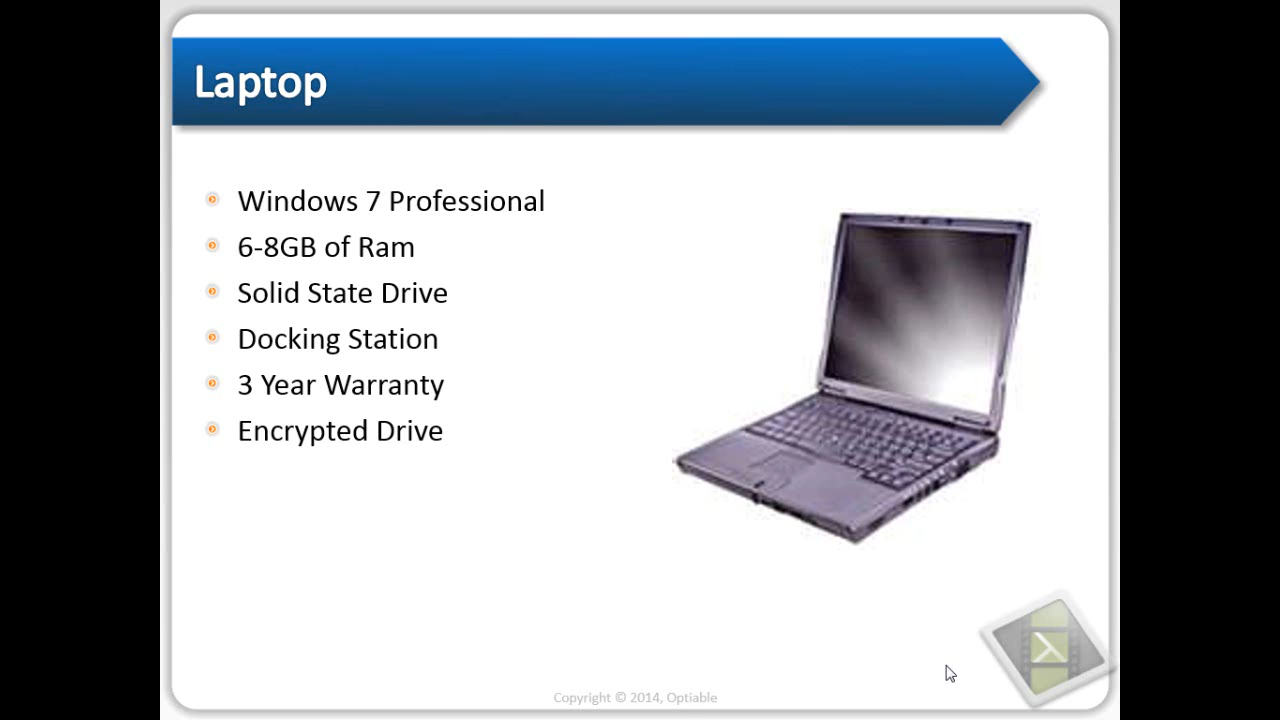 Laptop
Windows 7 Professional
6-8GB of Ram
Solid State Drive
Docking Station
3 Year Warranty
Encrypted Drive
Copyright © 2014, Optiable